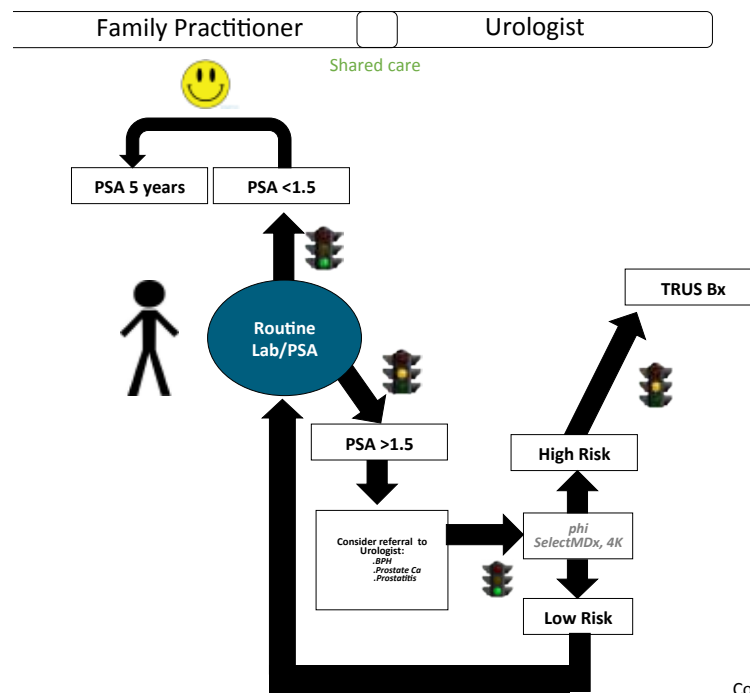 Family Practitioner
Urologist
Shared care
PSA 5 years
PSA <1.5
TRUS Bx
Routine
Lab/PSA
PSA >1.5
High Risk
Consider referral to
Urologist:
.BPH
.Prostate Ca
.Prostatitis
phi
SelectMDx, 4K
Low Risk
Co